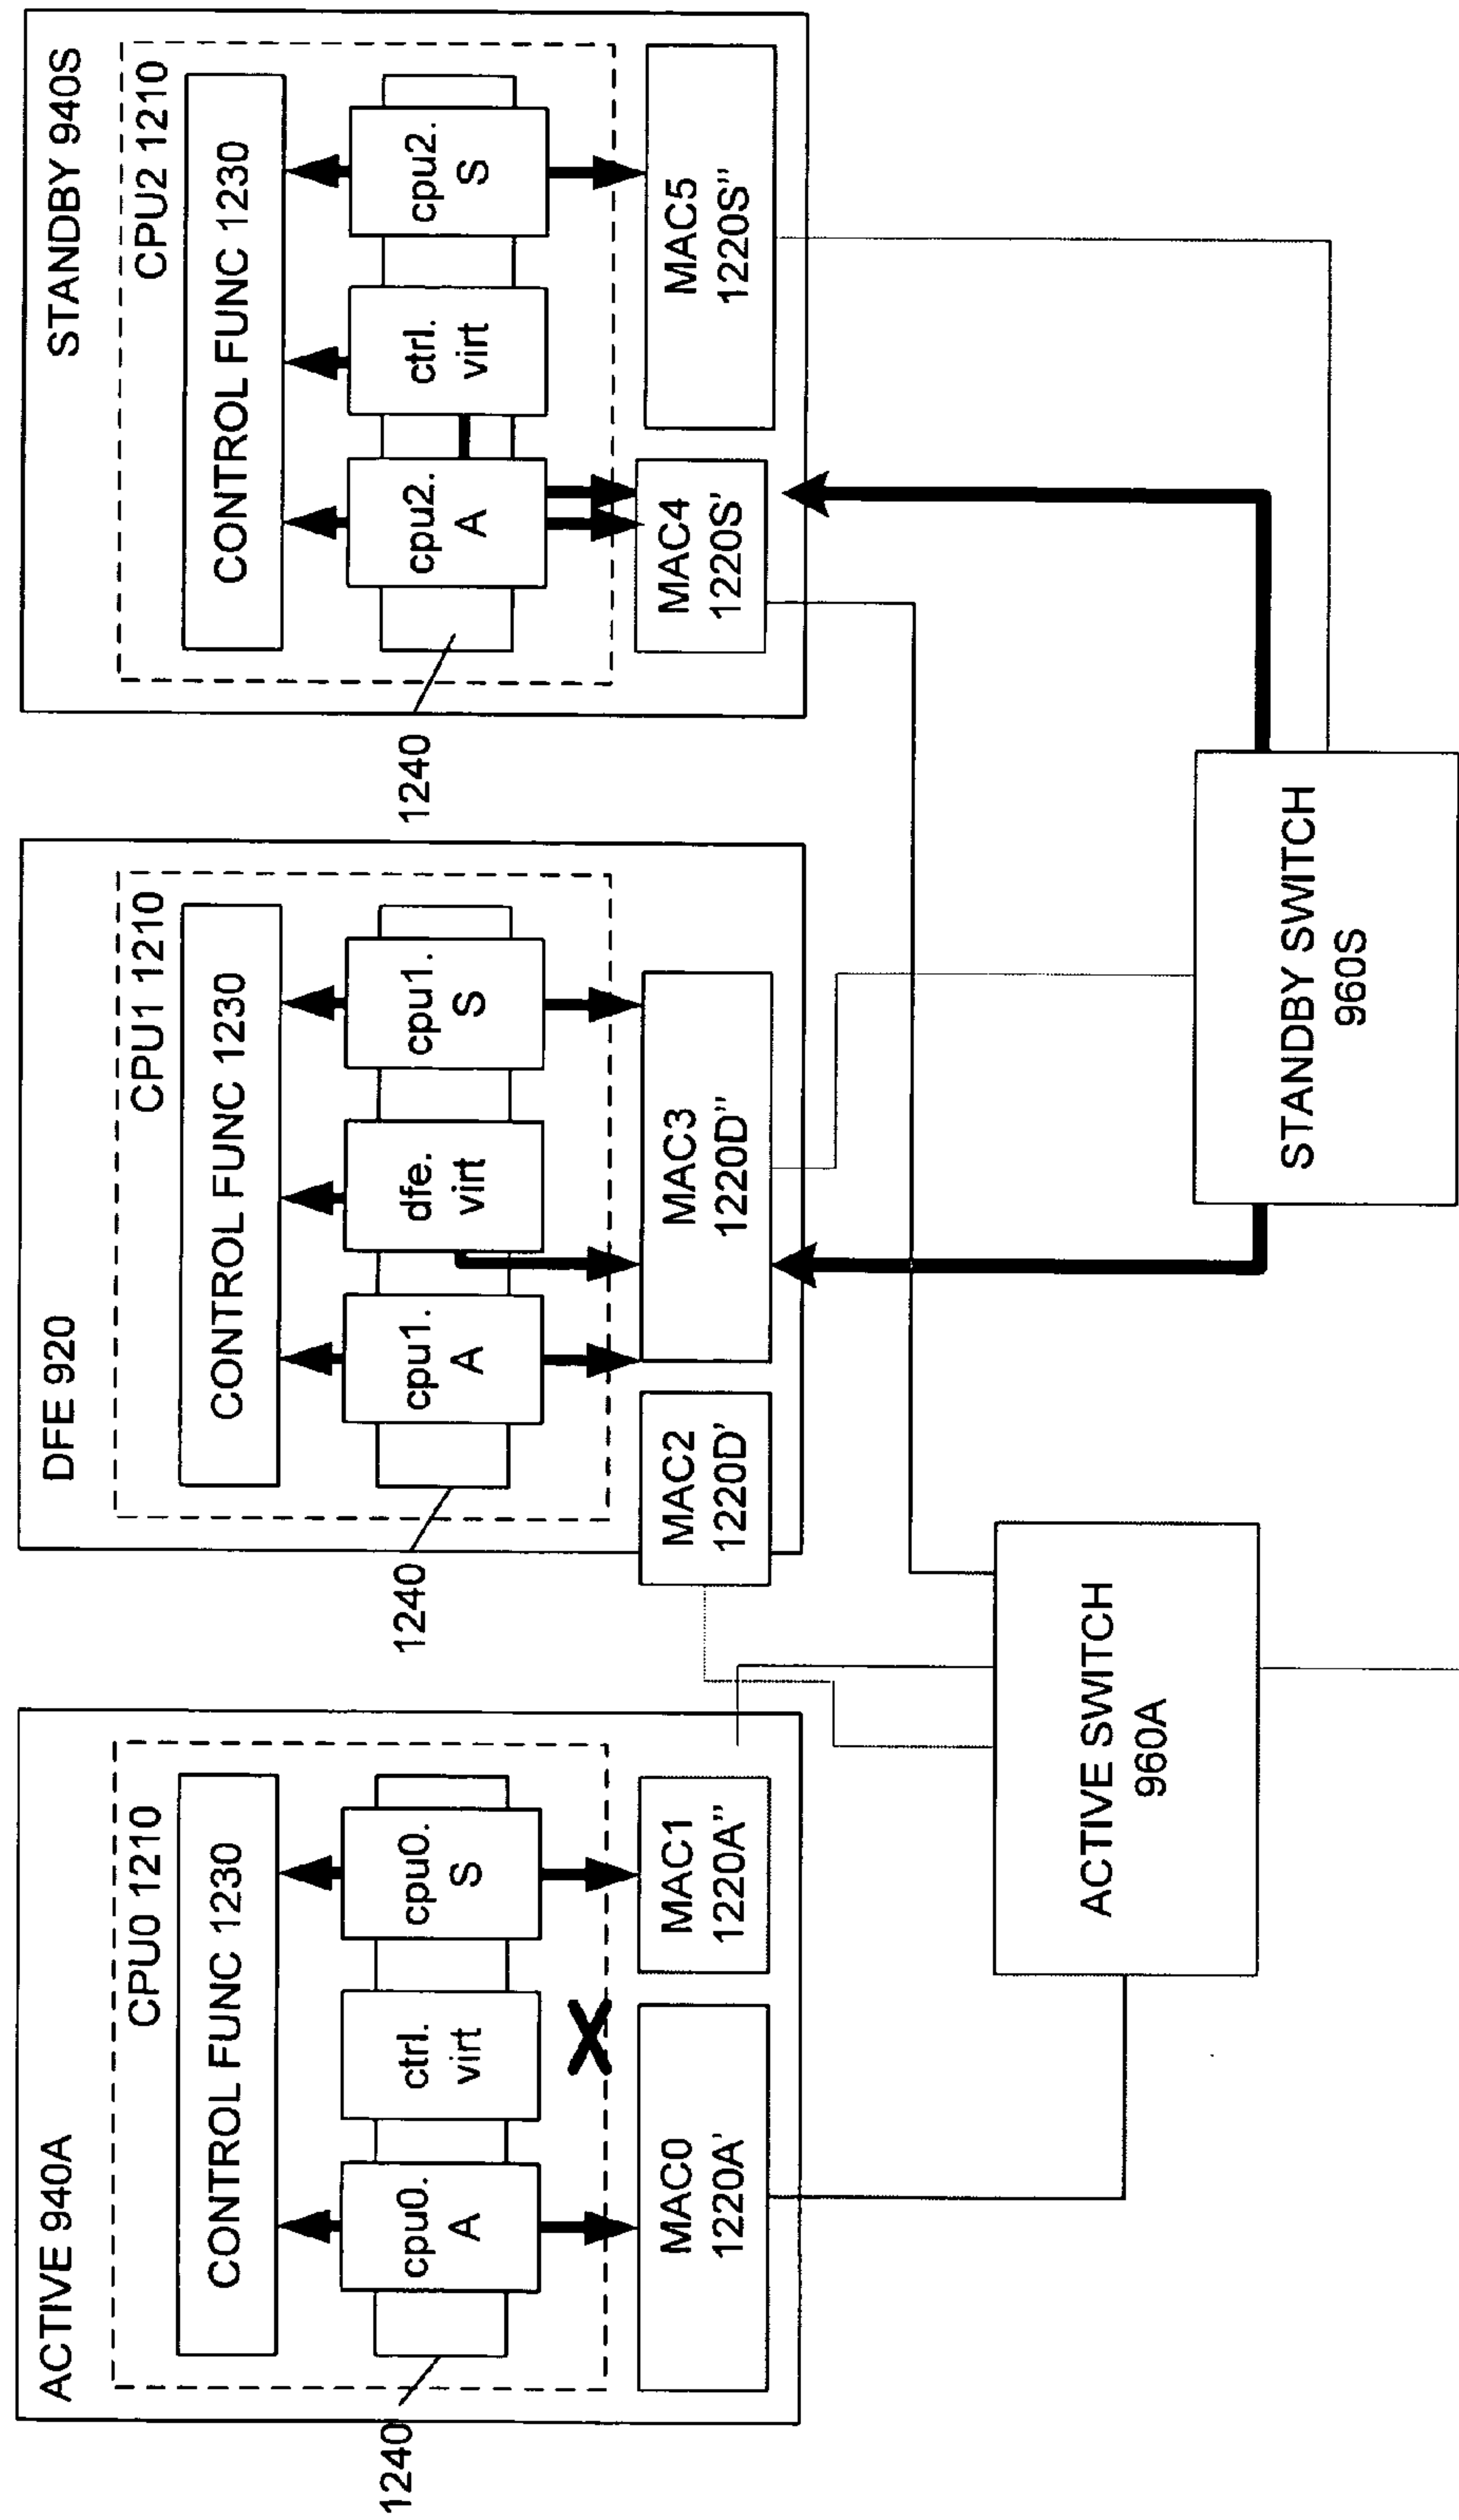 ACTIVE 940A
CPU0 1210
CONTROL FUNC 1230
cpu0.
A
ctrl.
virt
cpu0.
S
1240
MAC0
1220A'
X
MAC1
1220A"
DFE 920
CPU1 1210
CONTROL FUNC 1230
cpu1.
A
dfe.
virt
cpu1.
S
1240
MAC2
1220D'
MAC3
1220D"
STANDBY 940S
CPU2 1210
CONTROL FUNC 1230
cpu2.
A
ctrl.
virt
cpu2.
S
1240
MAC4
1220S'
MAC5
1220S"
ACTIVE SWITCH
960A
STANDBY SWITCH
960S